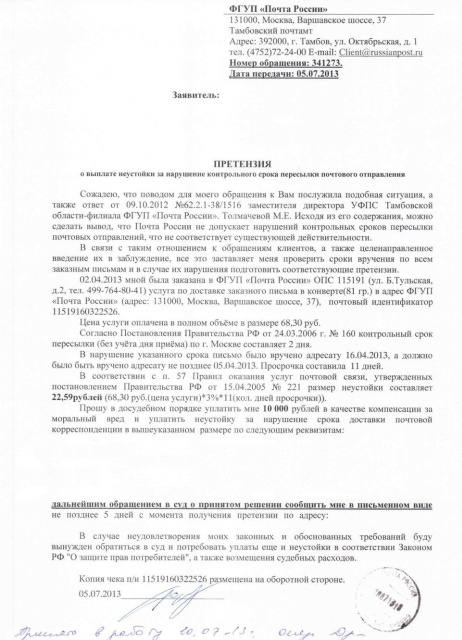 ФГУП «Почта России»
131000, Москва, Варшавское шоссе, 37
Тамбовский почтамт
Адрес: 392000, г. Тамбов, ул. Октябрьская, д. 1
тел. (4752)72-24-00 E-mail: Client@russianpost.ru
Номер обращения: 341273.
Дата передачи: 05.07.2013
Заявитель:
ПРЕТЕНЗИЯ
о выплате неустойки за нарушение контрольного срока пересылки почтового отправления
Сожалею, что поводом для моего обращения к Вам послужила подобная ситуация, а
также ответ от 09.10.2012 №62.2.1-38/1516 заместителя директора УФПС Тамбовской
области-филиала ФГУП «Почта России». Толмачевой М.Е. Исходя из его содержания, можно
сделать вывод, что Почта России не допускает нарушений контрольных сроков пересылки
почтовых отправлений, что не соответствует существующей действительности.
В связи с таким отношением к обращениям клиентов, а также целенаправленное
введение их в заблуждение, все это заставляет меня проверить сроки вручения по всем
заказным письмам и в случае их нарушения подготовить соответствующие претензии.
02.04.2013 мной была заказана в ФГУП «Почта России» ОПС 115191 (ул. Б.Тульская,
д.2, тел. 499-764-80-41) услуга по доставке заказного письма в конверте(81 гр.) в адрес ФГУП
«Почта России» (адрес: 131000, Москва, Варшавское шоссе, 37), почтовый идентификатор
11519160322526.
Цена услуги оплачена в полном объёме в размере 68,30 руб.
Согласно Постановления Правительства РФ от 24.03.2006 г. № 160 контрольный срок
пересылки (без учёта дня приёма) по г. Москве составляет 2 дня.
В нарушение указанного срока письмо было вручено адресату 16.04.2013, а должно
было быть вручено адресату не позднее 05.04.2013. Просрочка составила 11 дней.
В соответствии с п. 57 Правил оказания услуг почтовой связи, утвержденных
постановлением Правительства РФ от 15.04.2005 № 221 размер неустойки составляет
22,59рублей (68,30 руб.(цена услуги)*3%*11(кол. дней просрочки)).
Прошу в досудебном порядке уплатить мне 10 000 рублей в качестве компенсации за
моральный вред и уплатить неустойку за нарушение срока доставки почтовой
корреспонденции в вышеуказанном размере по следующим реквизитам:
дальнейшим обращением в суд о принятом решении сообщить мне в письменном виде
не позднее 5 дней с момента получения претензии по адресу:
В случае неудовлетворения моих законных и обоснованных требований буду
вынужден обратиться в суд и потребовать уплаты еще и неустойки в соответствии Законом
РФ "О защите прав потребителей", а также возмещения судебных расходов.
Копия чека п/и 11519160322526 размещена на оборотной стороне.
05.07.2013
Принято в работу 10.07.13.